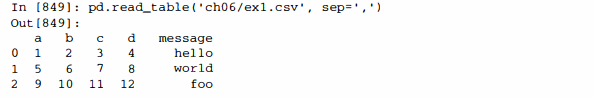 In [849]: pd.read_table('ch06/ex1.csv', sep=',')
Out[849]:
   a   b   c   d message
0  1   2   3   4   hello
1  5   6   7   8   world
2  9  10  11  12     foo